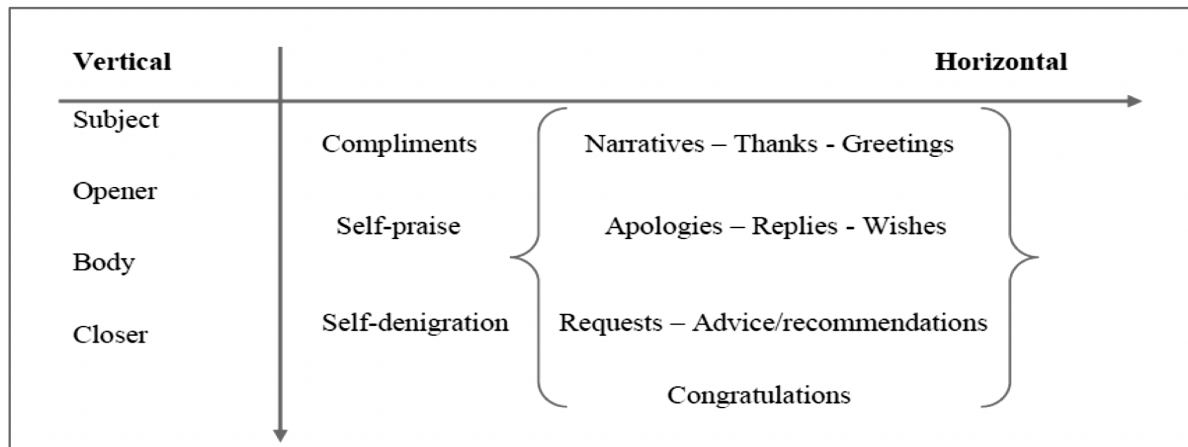 Vertical
Horizontal
Subject
Compliments
Narratives – Thanks - Greetings
Opener
Self-praise
Apologies – Replies - Wishes
Body
Self-denigration
Requests – Advice/recommendations
Closer
Congratulations